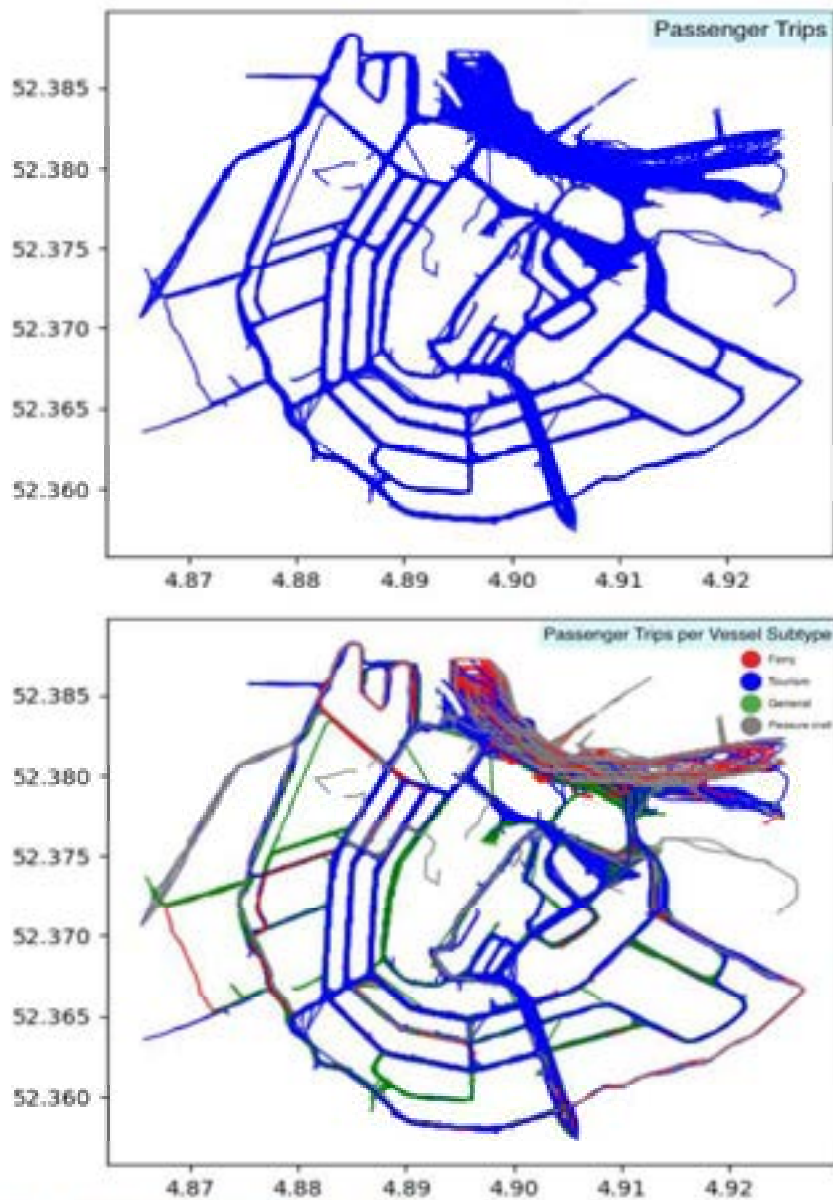 Passenger Trips
52.385
52.380
52.375
52.370
52.365
52.360
4.87 4.88 4.89 4.90 4.91 4.92
Passenger Trips per Vessel Subtype
Ferry
Tourism
General
Pleasure craft
52.385
52.380
52.375
52.370
52.365
52.360
4.87 4.88 4.89 4.90 4.91 4.92